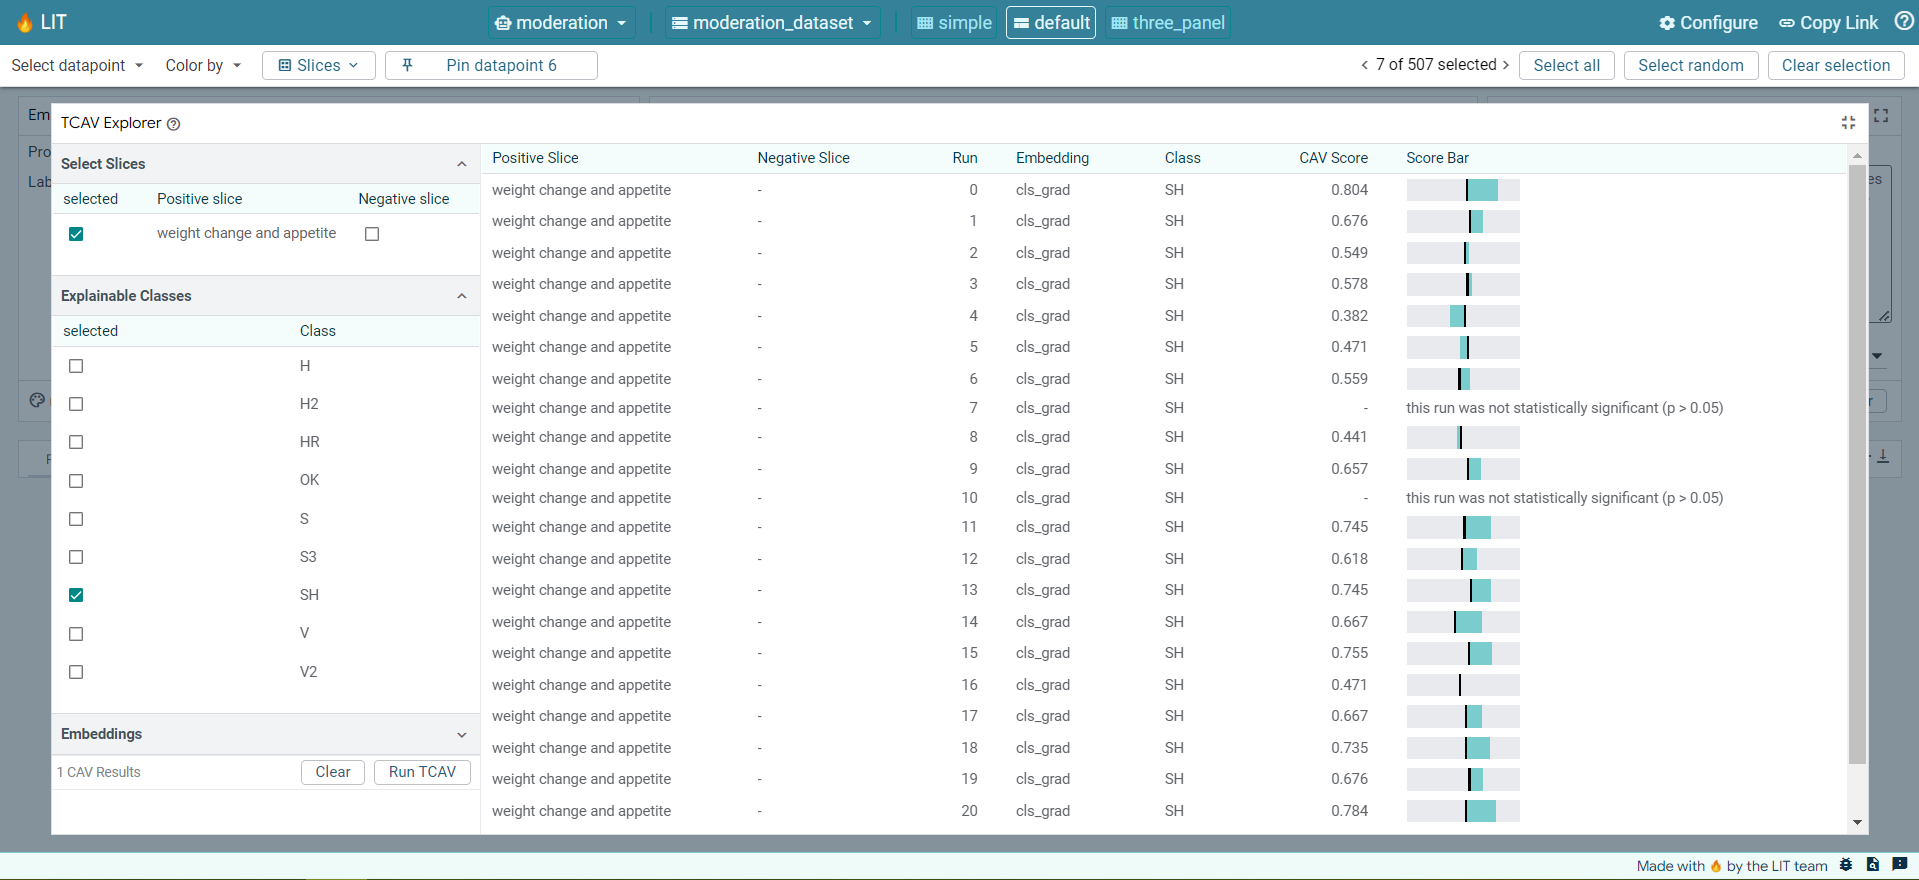 LIT moderation moderation_dataset simple default three_panel Configure Copy Link
Select datapoint Color by Slices Pin datapoint 6 7 of 507 selected Select all Select random Clear selection
Em
Pro
Lab
es
TCAV Explorer
Select Slices
selected Positive slice Negative slice
weight change and appetite
Explainable Classes
selected Class
H
H2
HR
OK
S
S3
SH
V
V2
Embeddings
1 CAV Results Clear Run TCAV
Positive Slice Negative Slice Run Embedding Class CAV Score Score Bar
weight change and appetite - 0 cls_grad SH 0.804
weight change and appetite - 1 cls_grad SH 0.676
weight change and appetite - 2 cls_grad SH 0.549
weight change and appetite - 3 cls_grad SH 0.578
weight change and appetite - 4 cls_grad SH 0.382
weight change and appetite - 5 cls_grad SH 0.471
weight change and appetite - 6 cls_grad SH 0.559
weight change and appetite - 7 cls_grad SH - this run was not statistically significant (p > 0.05)
weight change and appetite - 8 cls_grad SH 0.441
weight change and appetite - 9 cls_grad SH 0.657
weight change and appetite - 10 cls_grad SH - this run was not statistically significant (p > 0.05)
weight change and appetite - 11 cls_grad SH 0.745
weight change and appetite - 12 cls_grad SH 0.618
weight change and appetite - 13 cls_grad SH 0.745
weight change and appetite - 14 cls_grad SH 0.667
weight change and appetite - 15 cls_grad SH 0.755
weight change and appetite - 16 cls_grad SH 0.471
weight change and appetite - 17 cls_grad SH 0.667
weight change and appetite - 18 cls_grad SH 0.735
weight change and appetite - 19 cls_grad SH 0.676
weight change and appetite - 20 cls_grad SH 0.784
Made with 🔥 by the LIT team